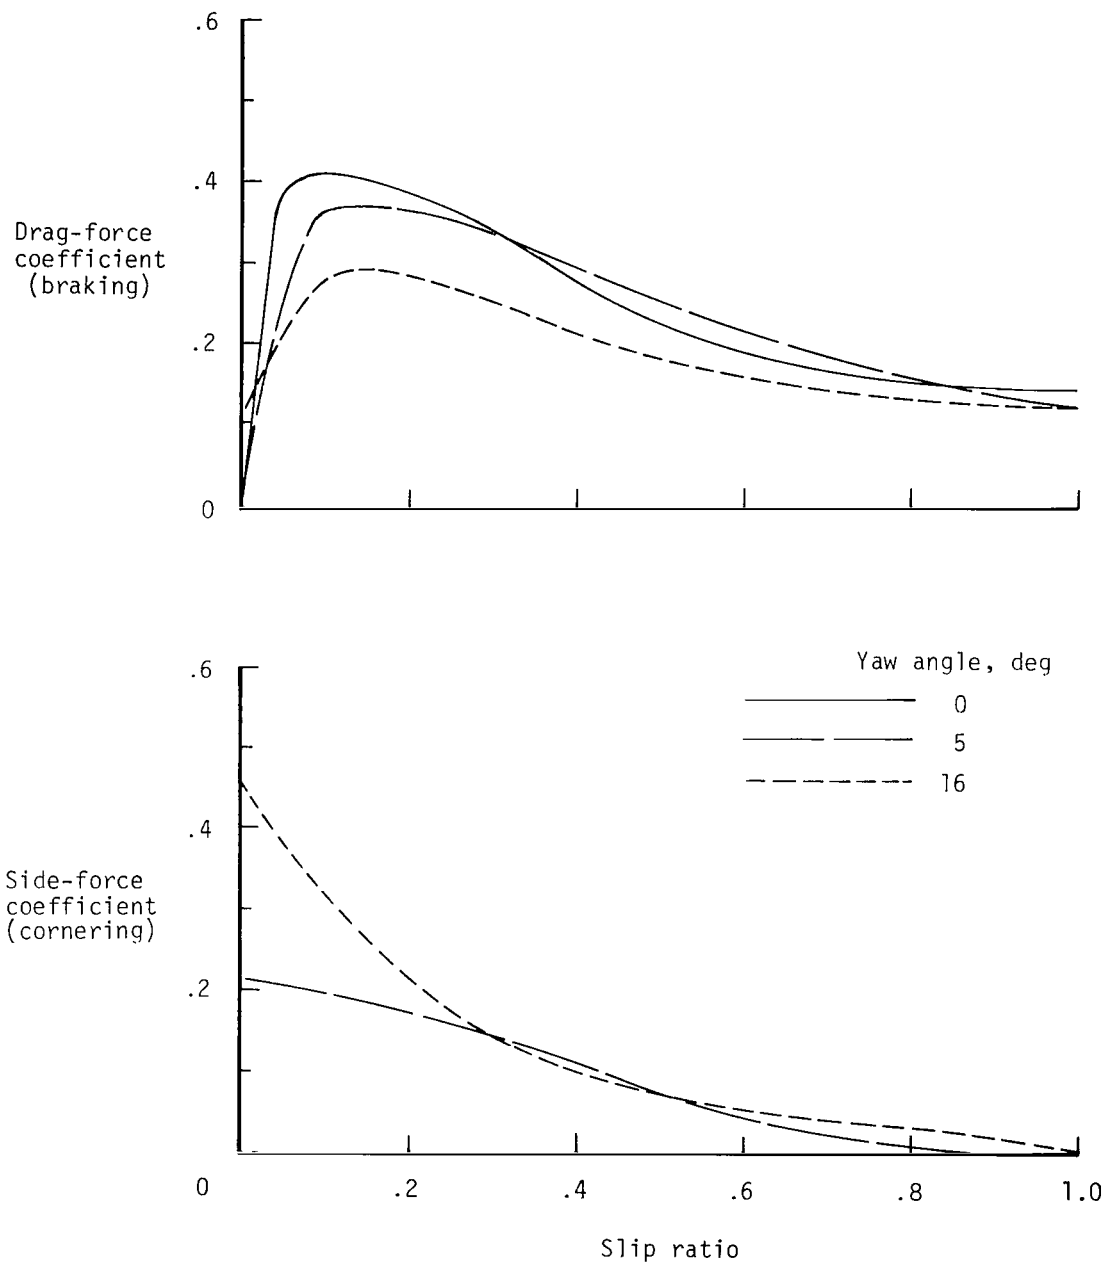 .6
.4
Drag-force
coefficient
(braking)
.2
0
Yaw angle, deg
0
5
16
.6
.4
Side-force
coefficient
(cornering)
.2
0
.2
.4
.6
.8
1.0
Slip ratio